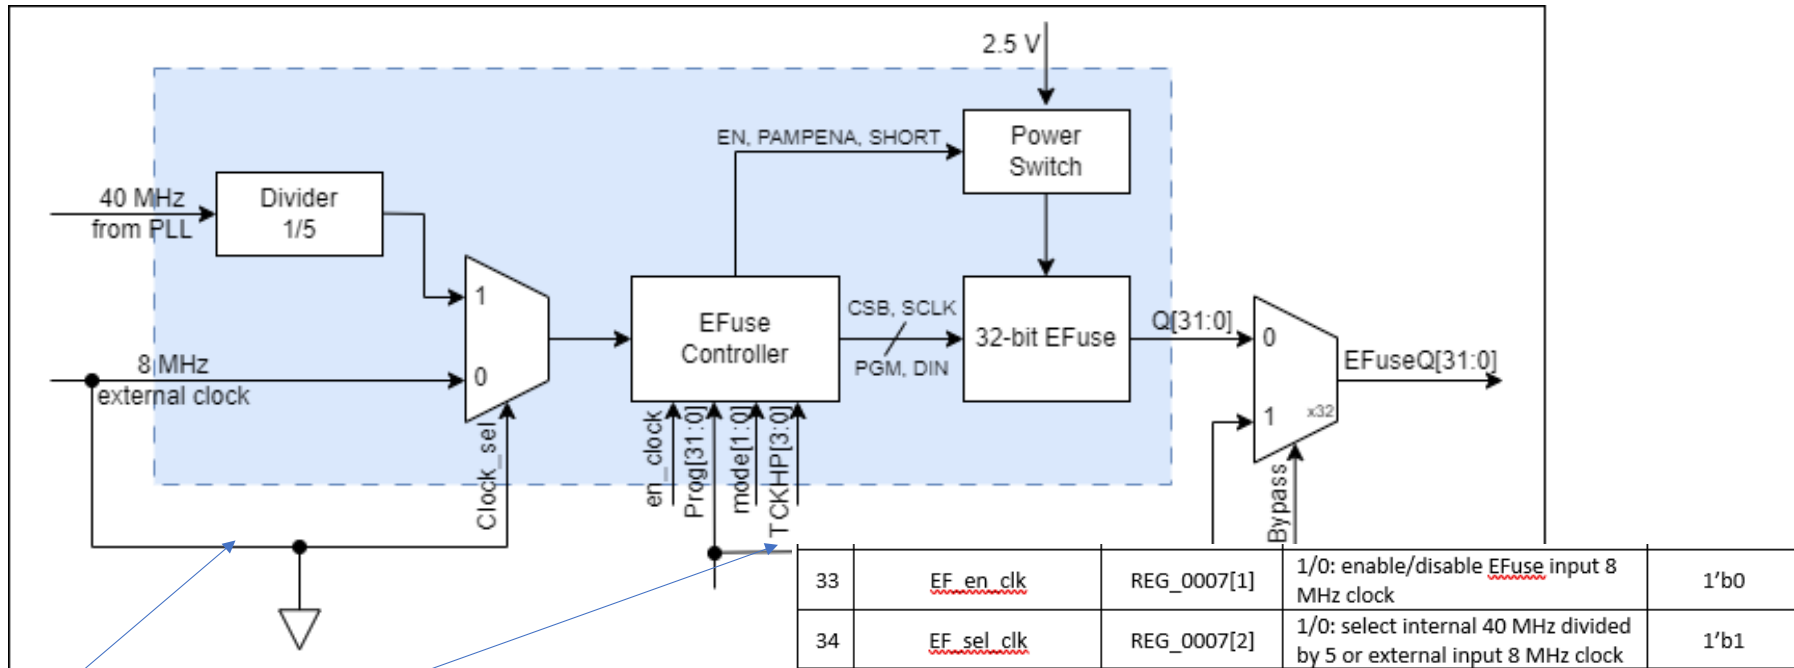 2.5 V
EN, PAMPENA, SHORT
Power
Switch
40 MHz
from PLL
Divider
1/5
1
8 MHz
external clock
0
Clock_sel
EFuse
Controller
en_clock
Prog[31:0]
mode[1:0]
TCKHP[3:0]
CSB, SCLK
PGM, DIN
32-bit EFuse
Q[31:0]
0
1
x32
Bypass
EFuseQ[31:0]
33 EF_en_clk REG_0007[1] 1/0: enable/disable EFuse input 8 1'b0
MHz clock
34 EF_sel_clk REG_0007[2] 1/0: select internal 40 MHz divided 1'b1
by 5 or external input 8 MHz clock